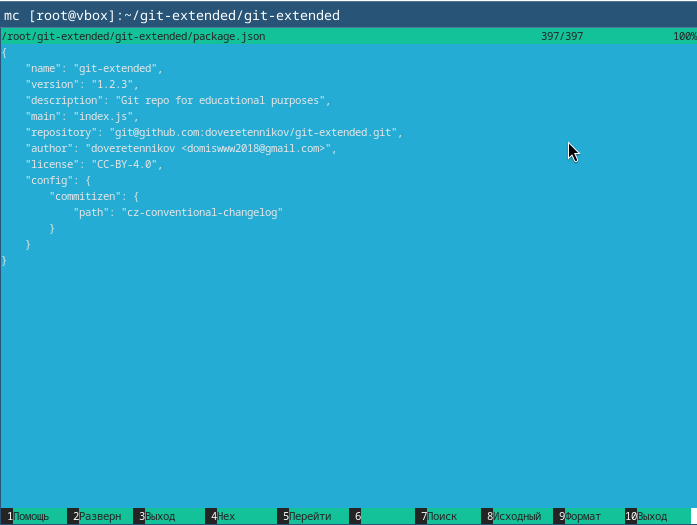 mc [root@vbox]:~/git-extended/git-extended
/root/git-extended/git-extended/package.json 397/397 100%
{
    "name": "git-extended",
    "version": "1.2.3",
    "description": "Git repo for educational purposes",
    "main": "index.js",
    "repository": "git@github.com:doveretennikov/git-extended.git",
    "author": "doveretennikov <domiswww2018@gmail.com>",
    "license": "CC-BY-4.0",
    "config": {
        "commitizen": {
            "path": "cz-conventional-changelog"
        }
    }
}
1Помощь 2Разверн 3Выход 4Hex 5Перейти 6 7Поиск 8Исходный 9Формат 10Выход